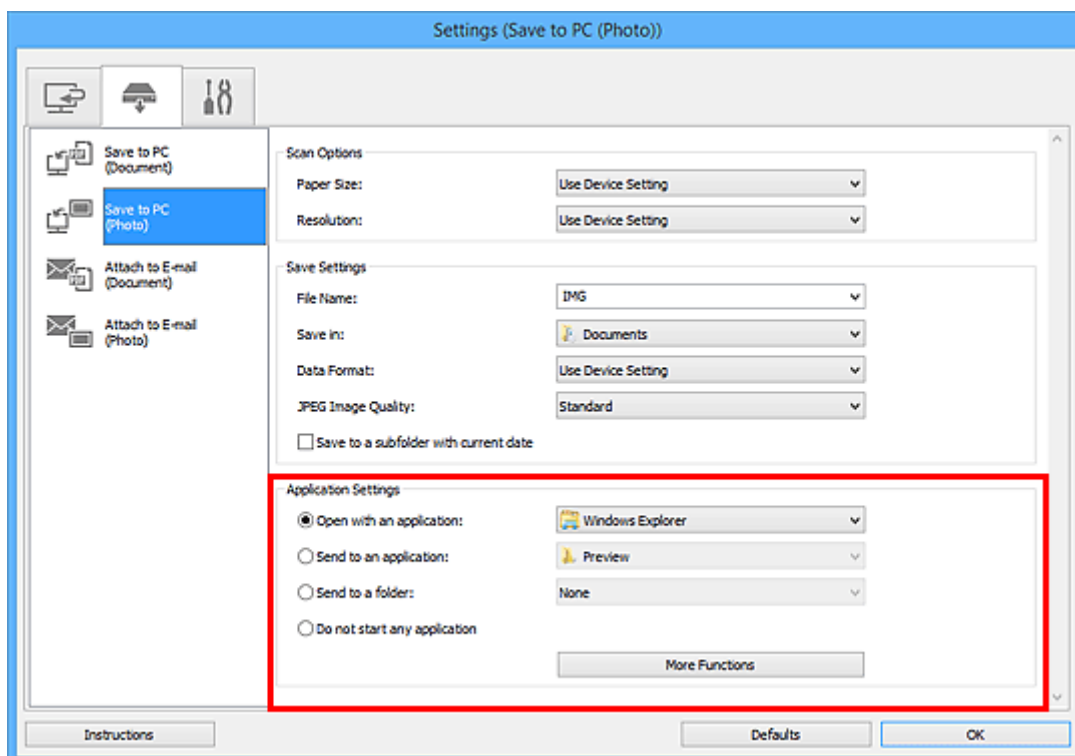 Settings (Save to PC (Photo))
Save to PC
(Document)
Save to PC
(Photo)
Attach to E-mail
(Document)
Attach to E-mail
(Photo)
Scan Options
Paper Size: Use Device Setting
Resolution: Use Device Setting
Save Settings
File Name: IMG
Save in: Documents
Data Format: Use Device Setting
JPEG Image Quality: Standard
Save to a subfolder with current date
Application Settings
Open with an application: Windows Explorer
Send to an application: Preview
Send to a folder: None
Do not start any application
More Functions
Instructions Defaults OK